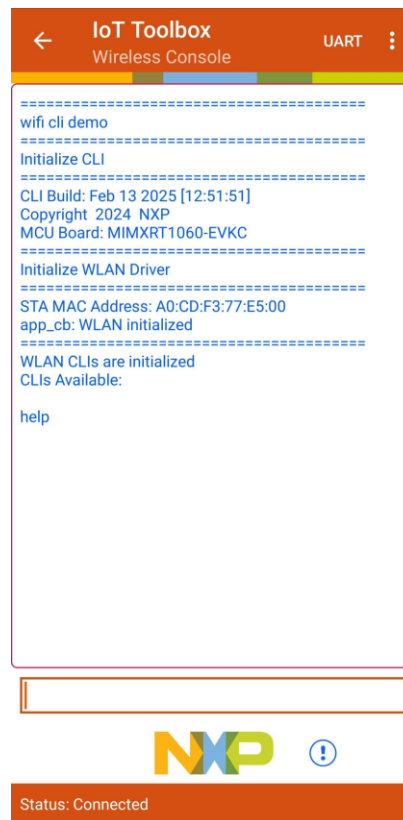 IoT Toolbox
Wireless Console
UART
========================================
wifi cli demo
========================================
Initialize CLI
========================================
CLI Build: Feb 13 2025 [12:51:51]
Copyright  2024  NXP
MCU Board: MIMXRT1060-EVKC
========================================
Initialize WLAN Driver
========================================
STA MAC Address: A0:CD:F3:77:E5:00
app_cb: WLAN initialized
========================================
WLAN CLIs are initialized
CLIs Available:
help
NXP
Status: Connected